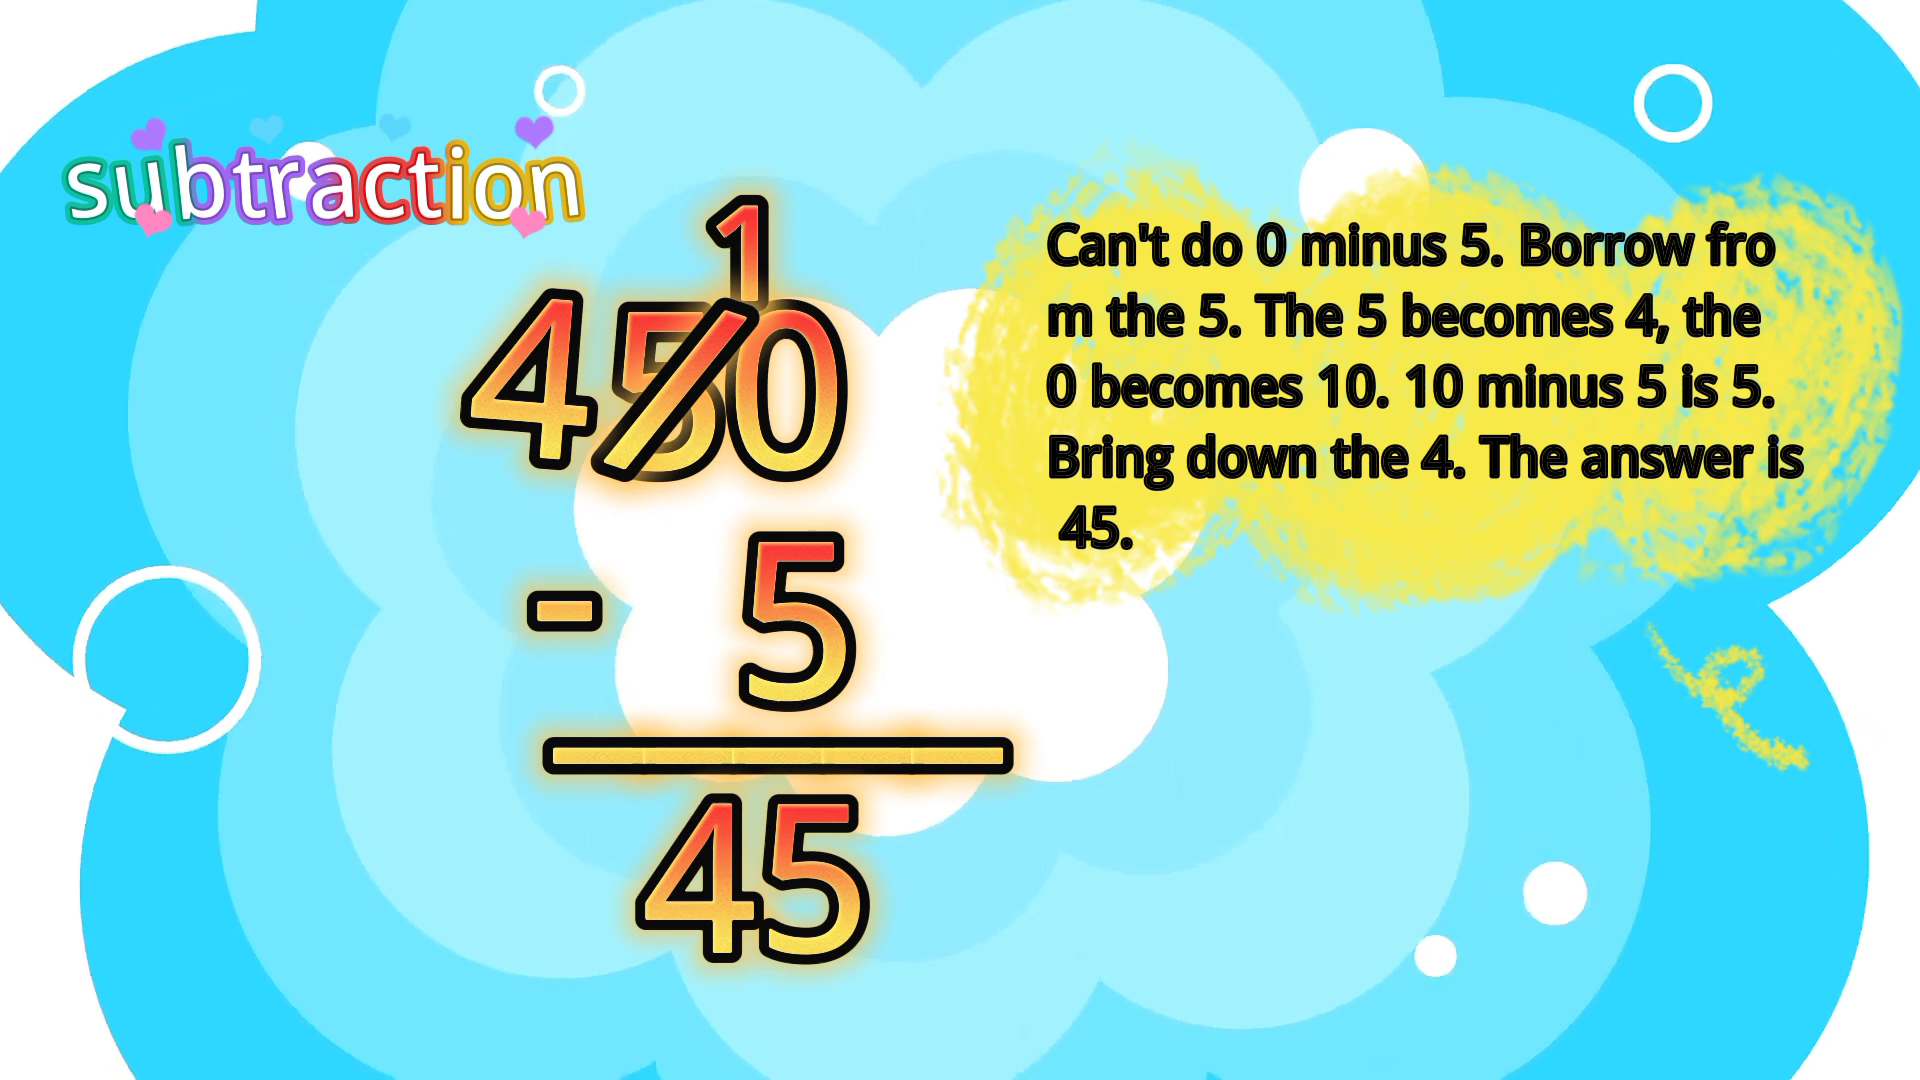 subtraction
1
450
- 5
45
Can't do 0 minus 5. Borrow fro
m the 5. The 5 becomes 4, the
0 becomes 10. 10 minus 5 is 5.
Bring down the 4. The answer is
45.